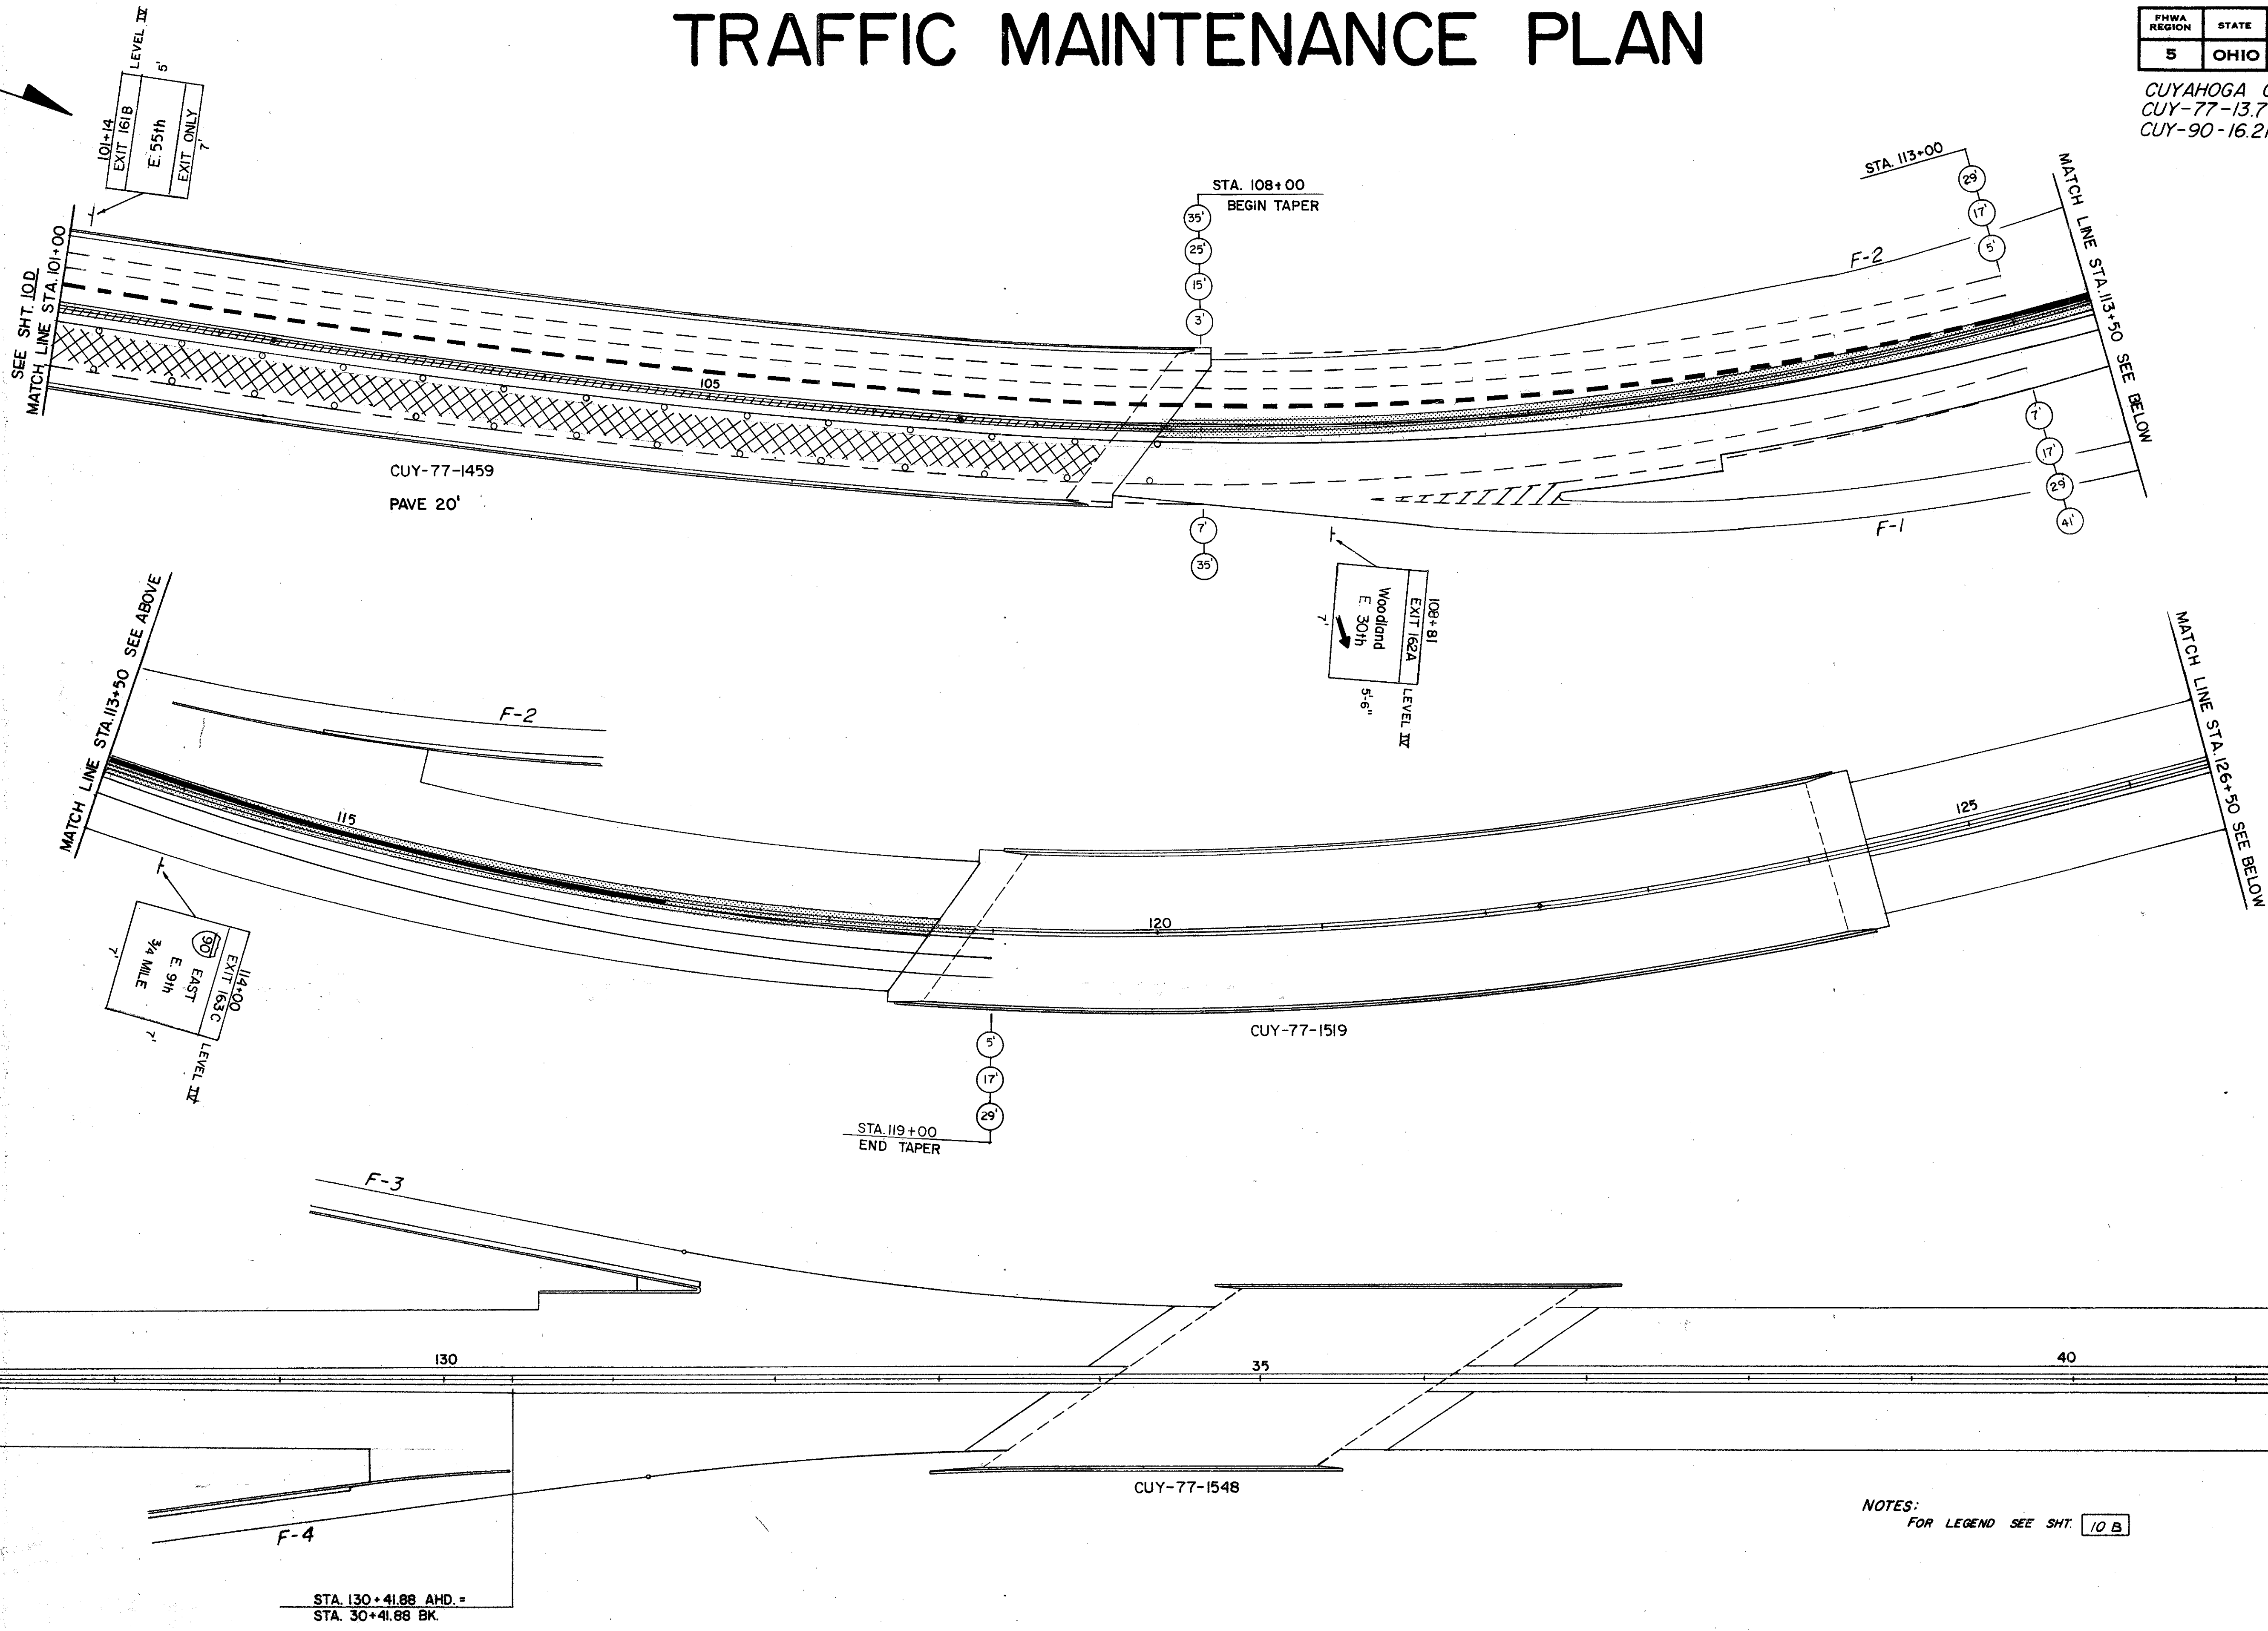 TRAFFIC MAINTENANCE PLAN
FHWA REGION
STATE
5
OHIO
CUYAHOGA
CUY-77-13.7
CUY-90-16.21
LEVEL IV
5'
101+14
EXIT 161B
E. 55th
EXIT ONLY
7'
SEE SHT. 10D
MATCH LINE STA. 101+00
STA. 108+00
BEGIN TAPER
35'
25'
15'
3'
STA. 113+00
29'
17'
5'
F-2
MATCH LINE STA. 113+50 SEE BELOW
105
CUY-77-1459
PAVE 20'
7'
35'
7'
17'
29'
41'
F-1
108+81
EXIT 162A
Woodland
E 30th
7'
LEVEL IV
5'-6"
MATCH LINE STA. 113+50 SEE ABOVE
F-2
115
120
125
MATCH LINE STA. 126+50 SEE BELOW
114+00
EXIT 163C
90 EAST
E. 9th
3/4 MILE
7'
7'
LEVEL IV
5'
17'
29'
STA. 119+00
END TAPER
CUY-77-1519
F-3
130
35
40
CUY-77-1548
F-4
STA. 130+41.88 AHD. =
STA. 30+41.88 BK.
NOTES:
FOR LEGEND SEE SHT. 10 B